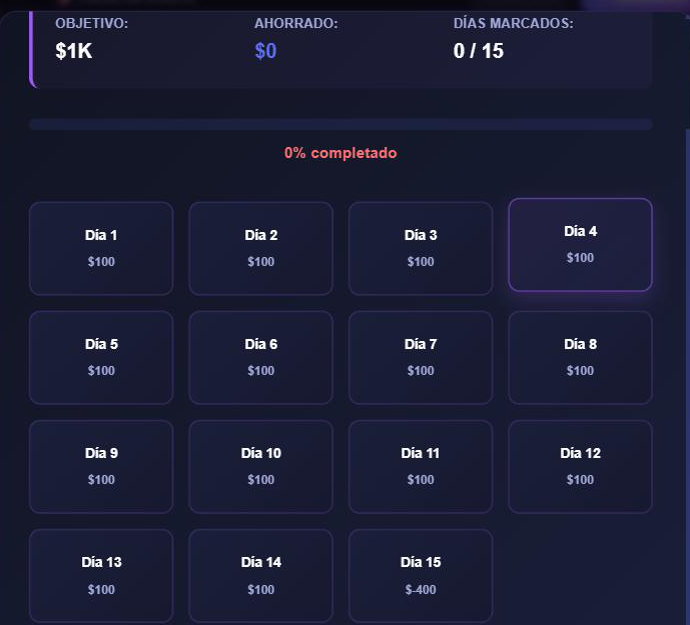 OBJETIVO: AHORRADO: DÍAS MARCADOS:
$1K $0 0 / 15
0% completado
Día 1 Día 2 Día 3 Día 4
$100 $100 $100 $100
Día 5 Día 6 Día 7 Día 8
$100 $100 $100 $100
Día 9 Día 10 Día 11 Día 12
$100 $100 $100 $100
Día 13 Día 14 Día 15
$100 $100 $-400